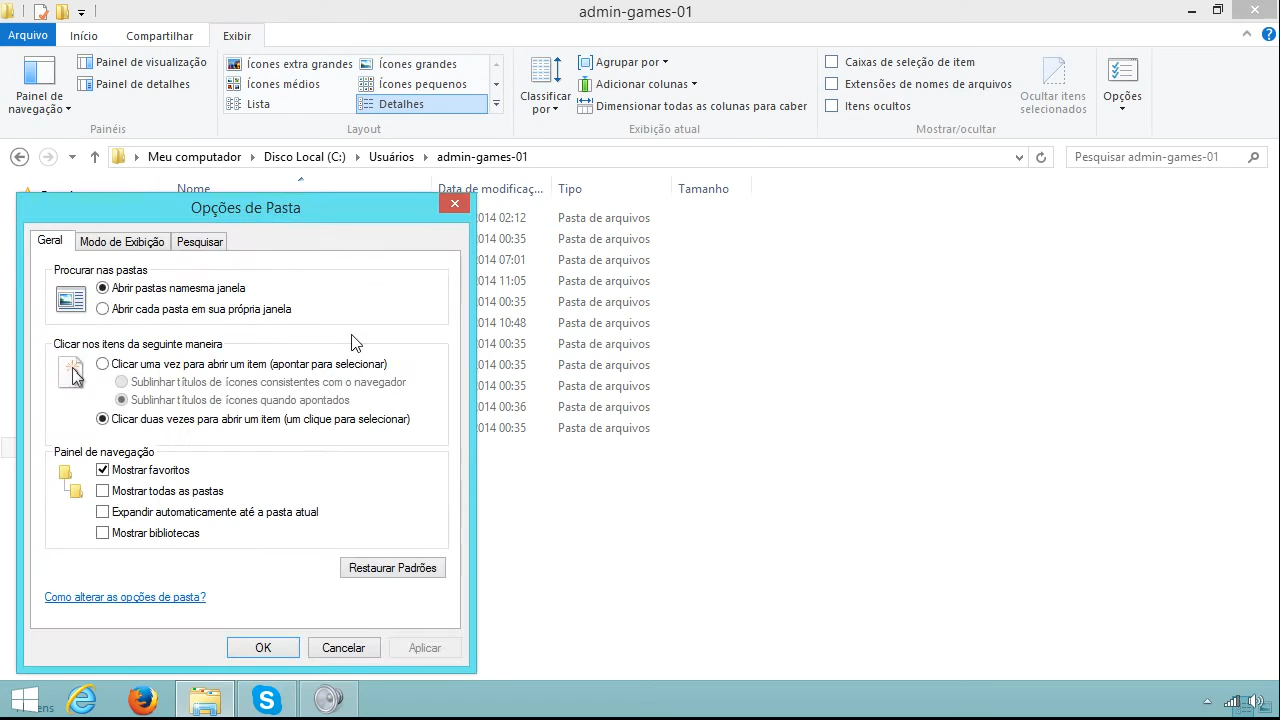 admin-games-01
Arquivo
Início
Compartilhar
Exibir
Painel de navegação
Painel de visualização
Painel de detalhes
Painéis
Ícones extra grandes
Ícones grandes
Ícones médios
Ícones pequenos
Lista
Detalhes
Layout
Classificar por
Agrupar por
Adicionar colunas
Dimensionar todas as colunas para caber
Exibição atual
Caixas de seleção de item
Extensões de nomes de arquivos
Itens ocultos
Ocultar itens selecionados
Mostrar/ocultar
Opções
Meu computador
Disco Local (C:)
Usuários
admin-games-01
Pesquisar admin-games-01
Nome
Data de modificaç...
Tipo
Tamanho
2014 02:12 Pasta de arquivos
2014 00:35 Pasta de arquivos
2014 07:01 Pasta de arquivos
2014 11:05 Pasta de arquivos
2014 00:35 Pasta de arquivos
2014 10:48 Pasta de arquivos
2014 00:35 Pasta de arquivos
2014 00:35 Pasta de arquivos
2014 00:35 Pasta de arquivos
2014 00:36 Pasta de arquivos
2014 00:35 Pasta de arquivos
Opções de Pasta
Geral
Modo de Exibição
Pesquisar
Procurar nas pastas
Abrir pastas namesma janela
Abrir cada pasta em sua própria janela
Clicar nos itens da seguinte maneira
Clicar uma vez para abrir um item (apontar para selecionar)
Sublinhar títulos de ícones consistentes com o navegador
Sublinhar títulos de ícones quando apontados
Clicar duas vezes para abrir um item (um clique para selecionar)
Painel de navegação
Mostrar favoritos
Mostrar todas as pastas
Expandir automaticamente até a pasta atual
Mostrar bibliotecas
Restaurar Padrões
Como alterar as opções de pasta?
OK
Cancelar
Aplicar